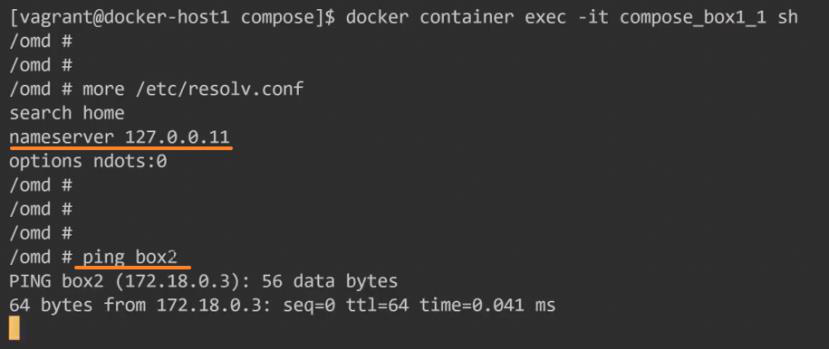 [vagrant@docker-host1 compose]$ docker container exec -it compose_box1_1 sh
/omd #
/omd #
/omd # more /etc/resolv.conf
search home
nameserver 127.0.0.11
options ndots:0
/omd #
/omd #
/omd #
/omd # ping box2
PING box2 (172.18.0.3): 56 data bytes
64 bytes from 172.18.0.3: seq=0 ttl=64 time=0.041 ms